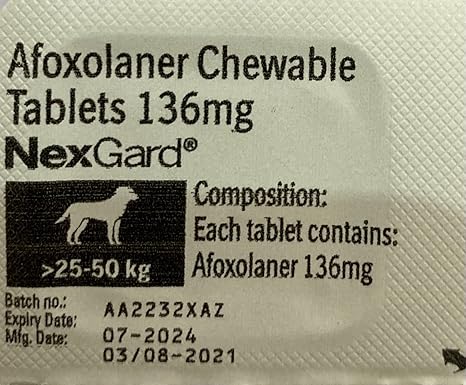 Afoxolaner Chewable
Tablets 136mg
NexGard®
>25-50 kg
Composition:
Each tablet contains:
Afoxolaner 136mg
Batch no.: AA2232XAZ
Expiry Date: 07-2024
Mfg. Date: 03/08-2021